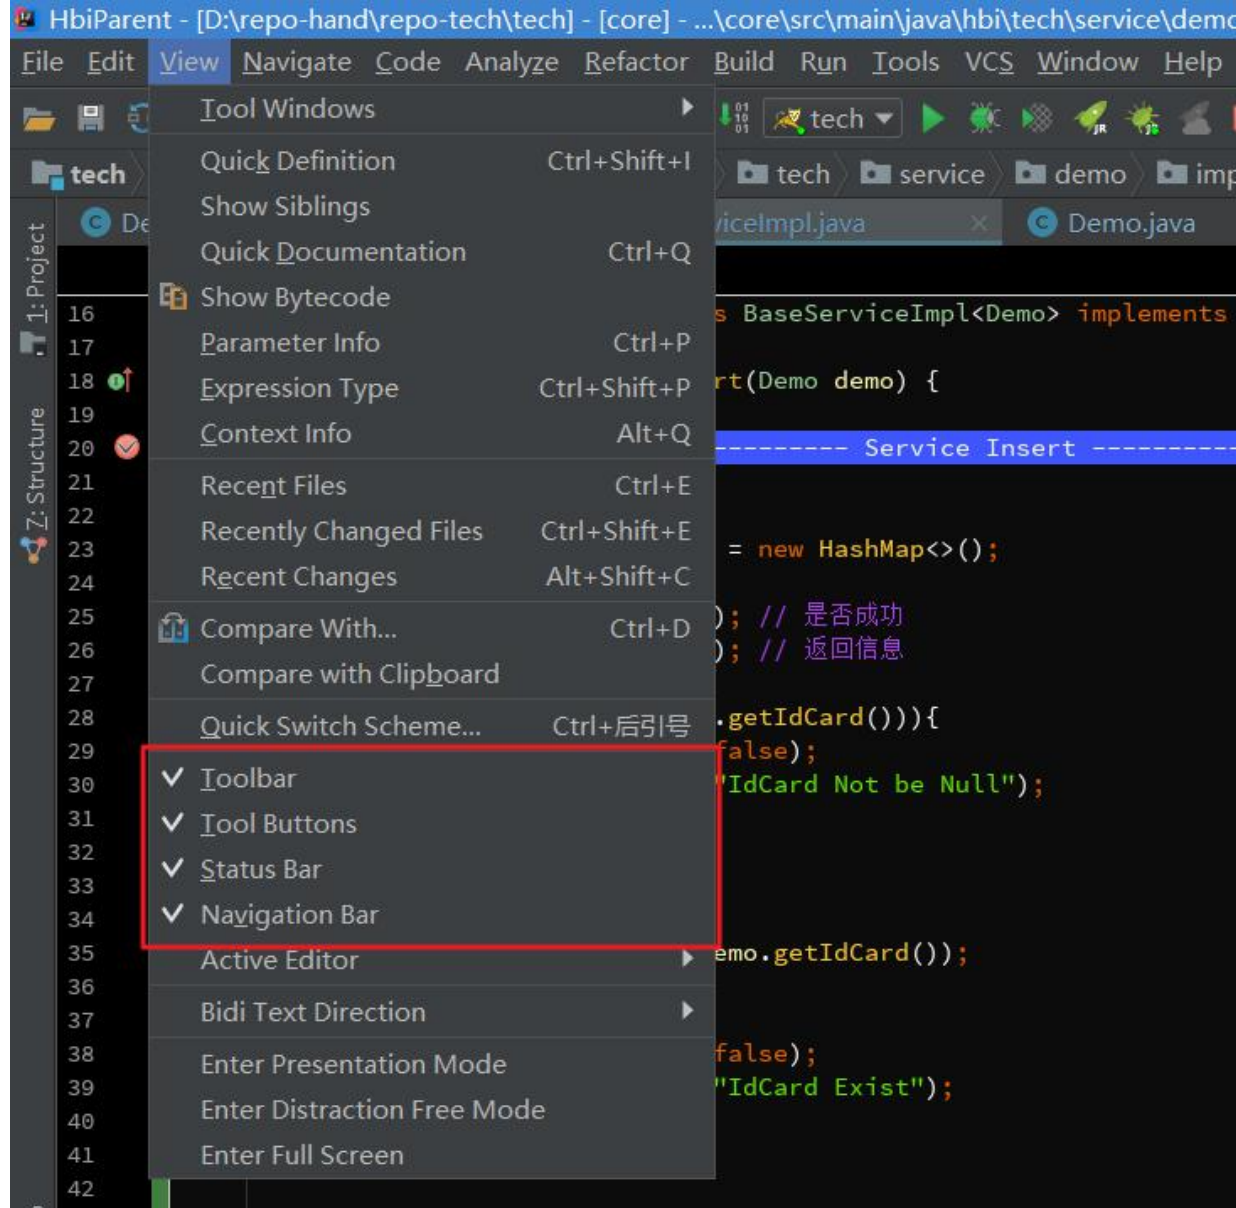 HbiParent - [D:\repo-hand\repo-tech\tech] - [core] - ...\core\src\main\java\hbi\tech\service\demo
File Edit View Navigate Code Analyze Refactor Build Run Tools VCS Window Help
Tool Windows
tech
tech
tech service demo imp
Quick Definition Ctrl+Shift+I
Show Siblings
De
viceImpl.java
Demo.java
Quick Documentation Ctrl+Q
Show Bytecode
Parameter Info Ctrl+P
Expression Type Ctrl+Shift+P
Context Info Alt+Q
Recent Files Ctrl+E
Recently Changed Files Ctrl+Shift+E
Recent Changes Alt+Shift+C
Compare With... Ctrl+D
Compare with Clipboard
Quick Switch Scheme... Ctrl+后引号
Toolbar
Tool Buttons
Status Bar
Navigation Bar
Active Editor
Bidi Text Direction
Enter Presentation Mode
Enter Distraction Free Mode
Enter Full Screen
1: Project
Z: Structure
16 s BaseServiceImpl<Demo> implements
17
18 rt(Demo demo) {
19
20 --------- Service Insert ----------
21
22
23 = new HashMap<>();
24
25 ); // 是否成功
26 ); // 返回信息
27
28 .getIdCard())){
29 false);
30 "IdCard Not be Null");
31
32
33
34
35 emo.getIdCard());
36
37
38 false);
39 "IdCard Exist");
40
41
42